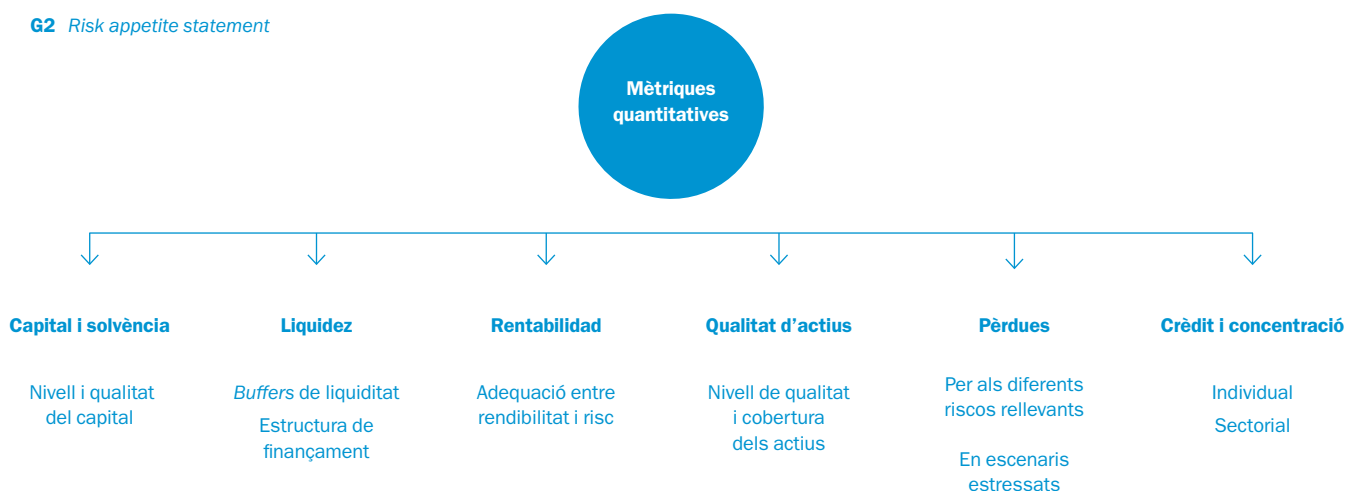 G2 Risk appetite statement
Mètriques
quantitatives
Capital i solvència
Nivell i qualitat
del capital
Liquidez
Buffers de liquiditat
Estructura de
finançament
Rentabilidad
Adequació entre
rendibilitat i risc
Qualitat d'actius
Nivell de qualitat
i cobertura
dels actius
Pèrdues
Per als diferents
riscos rellevants
En escenaris
estressats
Crèdit i concentració
Individual
Sectorial